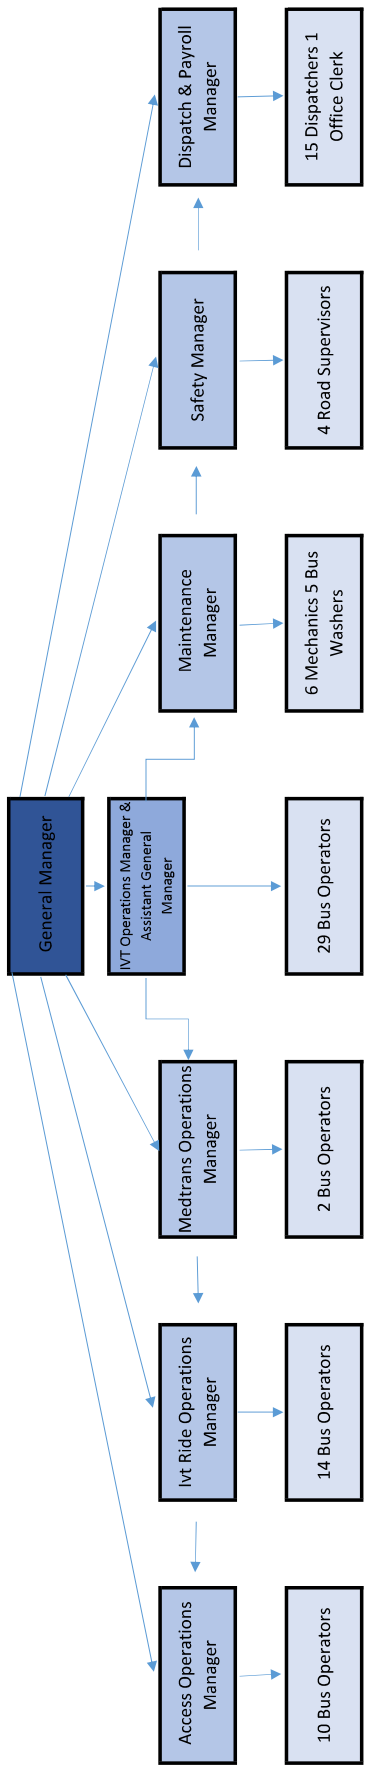 General Manager
IVT Operations Manager &
Assistant General
Manager
Access Operations
Manager
Ivt Ride Operations
Manager
Medtrans Operations
Manager
Maintenance
Manager
Safety Manager
Dispatch & Payroll
Manager
10 Bus Operators
14 Bus Operators
2 Bus Operators
29 Bus Operators
6 Mechanics 5 Bus
Washers
4 Road Supervisors
15 Dispatchers 1
Office Clerk